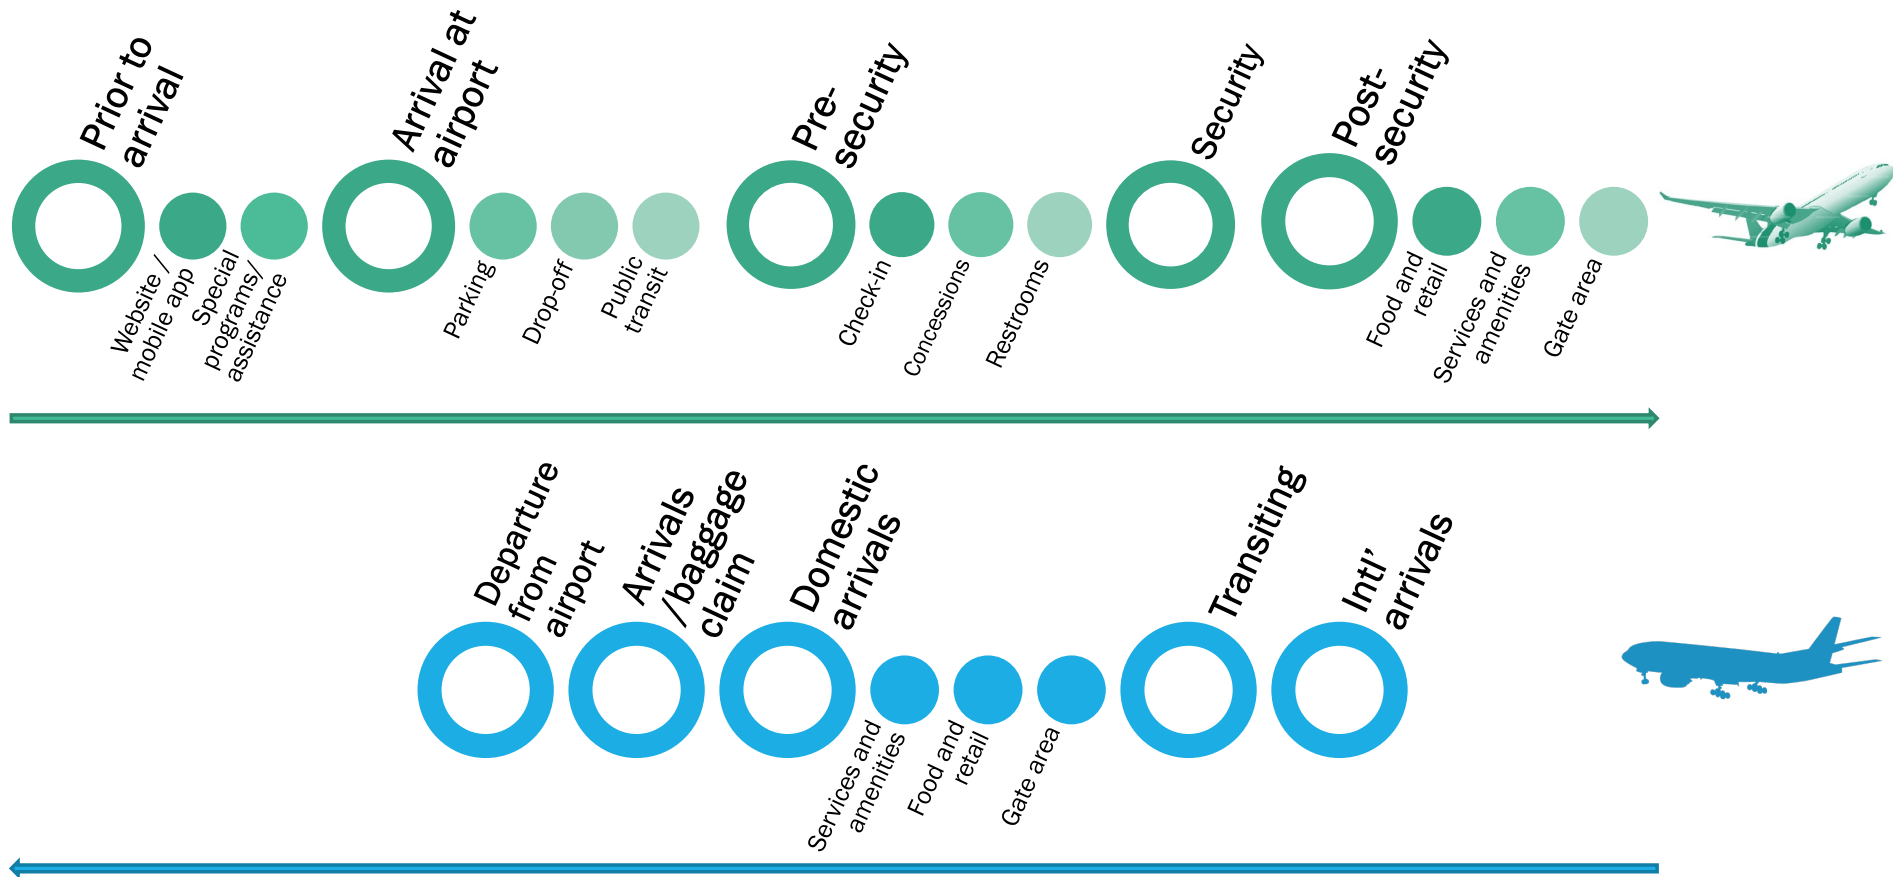 Prior to
arrival
Website /
mobile app
Special
programs/
assistance
Arrival at
airport
Parking
Drop-off
Public
transit
Pre-
security
Check-in
Concessions
Restrooms
Security
Post-
security
Food and
retail
Services and
amenities
Gate area
Departure
from
airport
Arrivals
/baggage
claim
Domestic
arrivals
Services and
amenities
Food and
retail
Gate area
Transiting
Intl’
arrivals